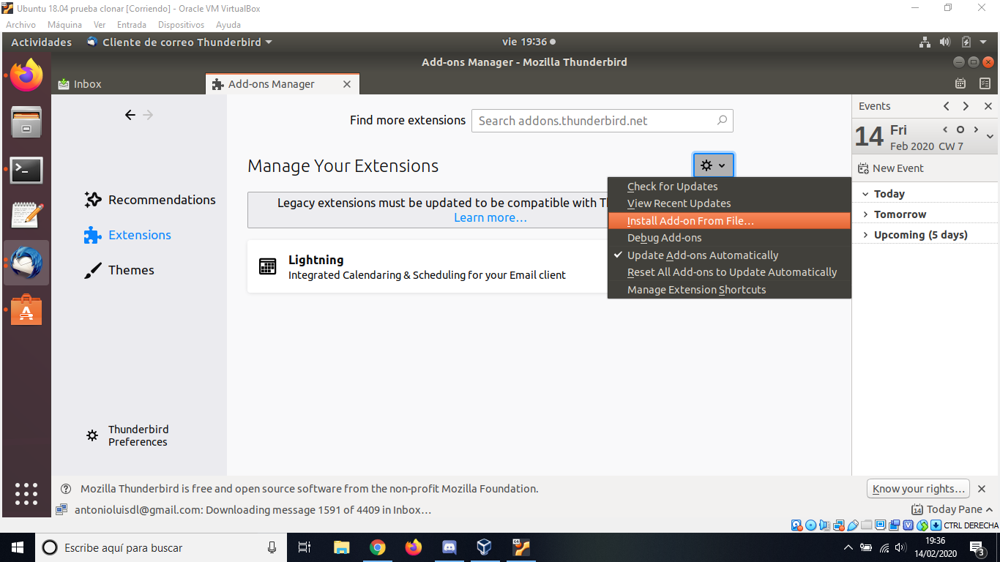 Ubuntu 18.04 prueba clonar [Corriendo] - Oracle VM VirtualBox
Archivo Máquina Ver Entrada Dispositivos Ayuda
Actividades Cliente de correo Thunderbird vie 19:36
Add-ons Manager - Mozilla Thunderbird
Inbox Add-ons Manager
Find more extensions Search addons.thunderbird.net
Manage Your Extensions
Legacy extensions must be updated to be compatible with Th
Learn more…
Lightning
Integrated Calendaring & Scheduling for your Email client
Recommendations
Extensions
Themes
Thunderbird
Preferences
Check for Updates
View Recent Updates
Install Add-on From File…
Debug Add-ons
Update Add-ons Automatically
Reset All Add-ons to Update Automatically
Manage Extension Shortcuts
Events
14 Fri
Feb 2020 CW 7
New Event
Today
Tomorrow
Upcoming (5 days)
Mozilla Thunderbird is free and open source software from the non-profit Mozilla Foundation.
Know your rights…
antonioluisdl@gmail.com: Downloading message 1591 of 4409 in Inbox…
14 Today Pane
CTRL DERECHA
Escribe aquí para buscar
64
19:36
14/02/2020
3